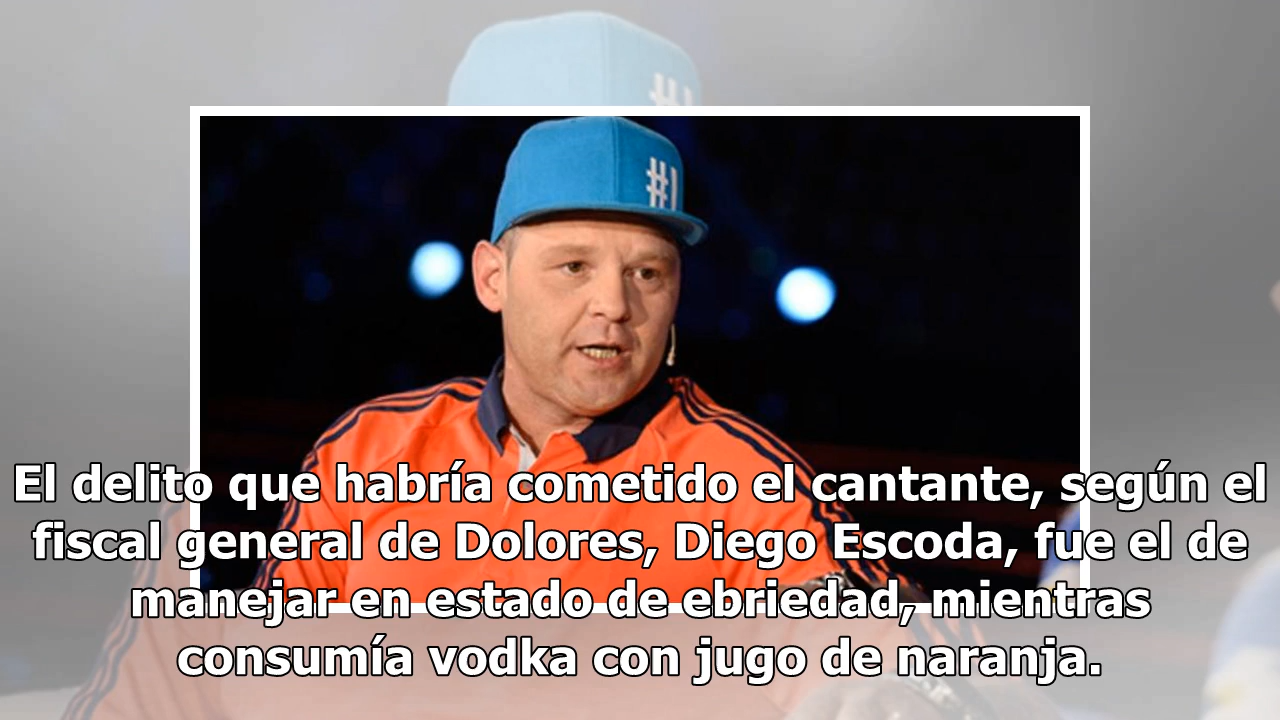 #1
El delito que habría cometido el cantante, según el
fiscal general de Dolores, Diego Escoda, fue el de
manejar en estado de ebriedad, mientras
consumía vodka con jugo de naranja.